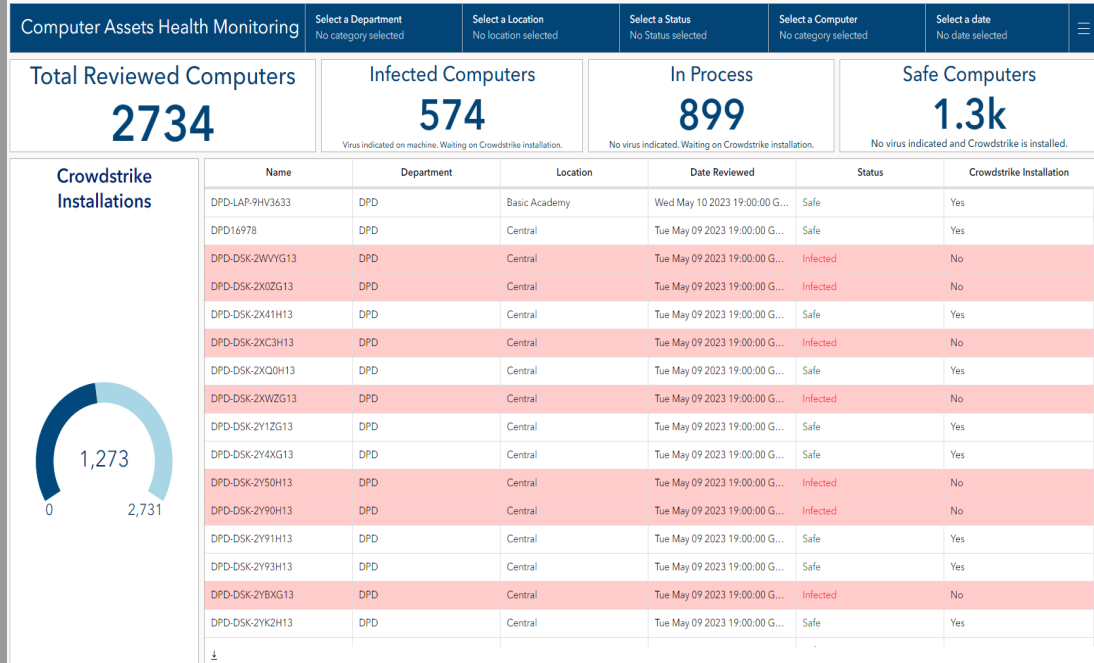 Computer Assets Health Monitoring
Select a Department
No category selected
Select a Location
No location selected
Select a Status
No Status selected
Select a Computer
No category selected
Select a date
No date selected
Total Reviewed Computers
2734
Infected Computers
574
Virus indicated on machine. Waiting on Crowdstrike installation.
In Process
899
No virus indicated. Waiting on Crowdstrike installation.
Safe Computers
1.3k
No virus indicated and Crowdstrike is installed.
Crowdstrike
Installations
1,273
0 2,731
Name Department Location Date Reviewed Status Crowdstrike Installation
DPD-LAP-9HV3633 DPD Basic Academy Wed May 10 2023 19:00:00 G... Safe Yes
DPD16978 DPD Central Tue May 09 2023 19:00:00 G... Safe Yes
DPD-DSK-2WVYG13 DPD Central Tue May 09 2023 19:00:00 G... Infected No
DPD-DSK-2X0ZG13 DPD Central Tue May 09 2023 19:00:00 G... Infected No
DPD-DSK-2X41H13 DPD Central Tue May 09 2023 19:00:00 G... Safe Yes
DPD-DSK-2XC3H13 DPD Central Tue May 09 2023 19:00:00 G... Infected No
DPD-DSK-2XQ0H13 DPD Central Tue May 09 2023 19:00:00 G... Safe Yes
DPD-DSK-2XWZG13 DPD Central Tue May 09 2023 19:00:00 G... Infected No
DPD-DSK-2Y1ZG13 DPD Central Tue May 09 2023 19:00:00 G... Safe Yes
DPD-DSK-2Y4XG13 DPD Central Tue May 09 2023 19:00:00 G... Safe Yes
DPD-DSK-2Y50H13 DPD Central Tue May 09 2023 19:00:00 G... Infected No
DPD-DSK-2Y90H13 DPD Central Tue May 09 2023 19:00:00 G... Infected No
DPD-DSK-2Y91H13 DPD Central Tue May 09 2023 19:00:00 G... Safe Yes
DPD-DSK-2Y93H13 DPD Central Tue May 09 2023 19:00:00 G... Safe Yes
DPD-DSK-2YBXG13 DPD Central Tue May 09 2023 19:00:00 G... Infected No
DPD-DSK-2YK2H13 DPD Central Tue May 09 2023 19:00:00 G... Safe Yes